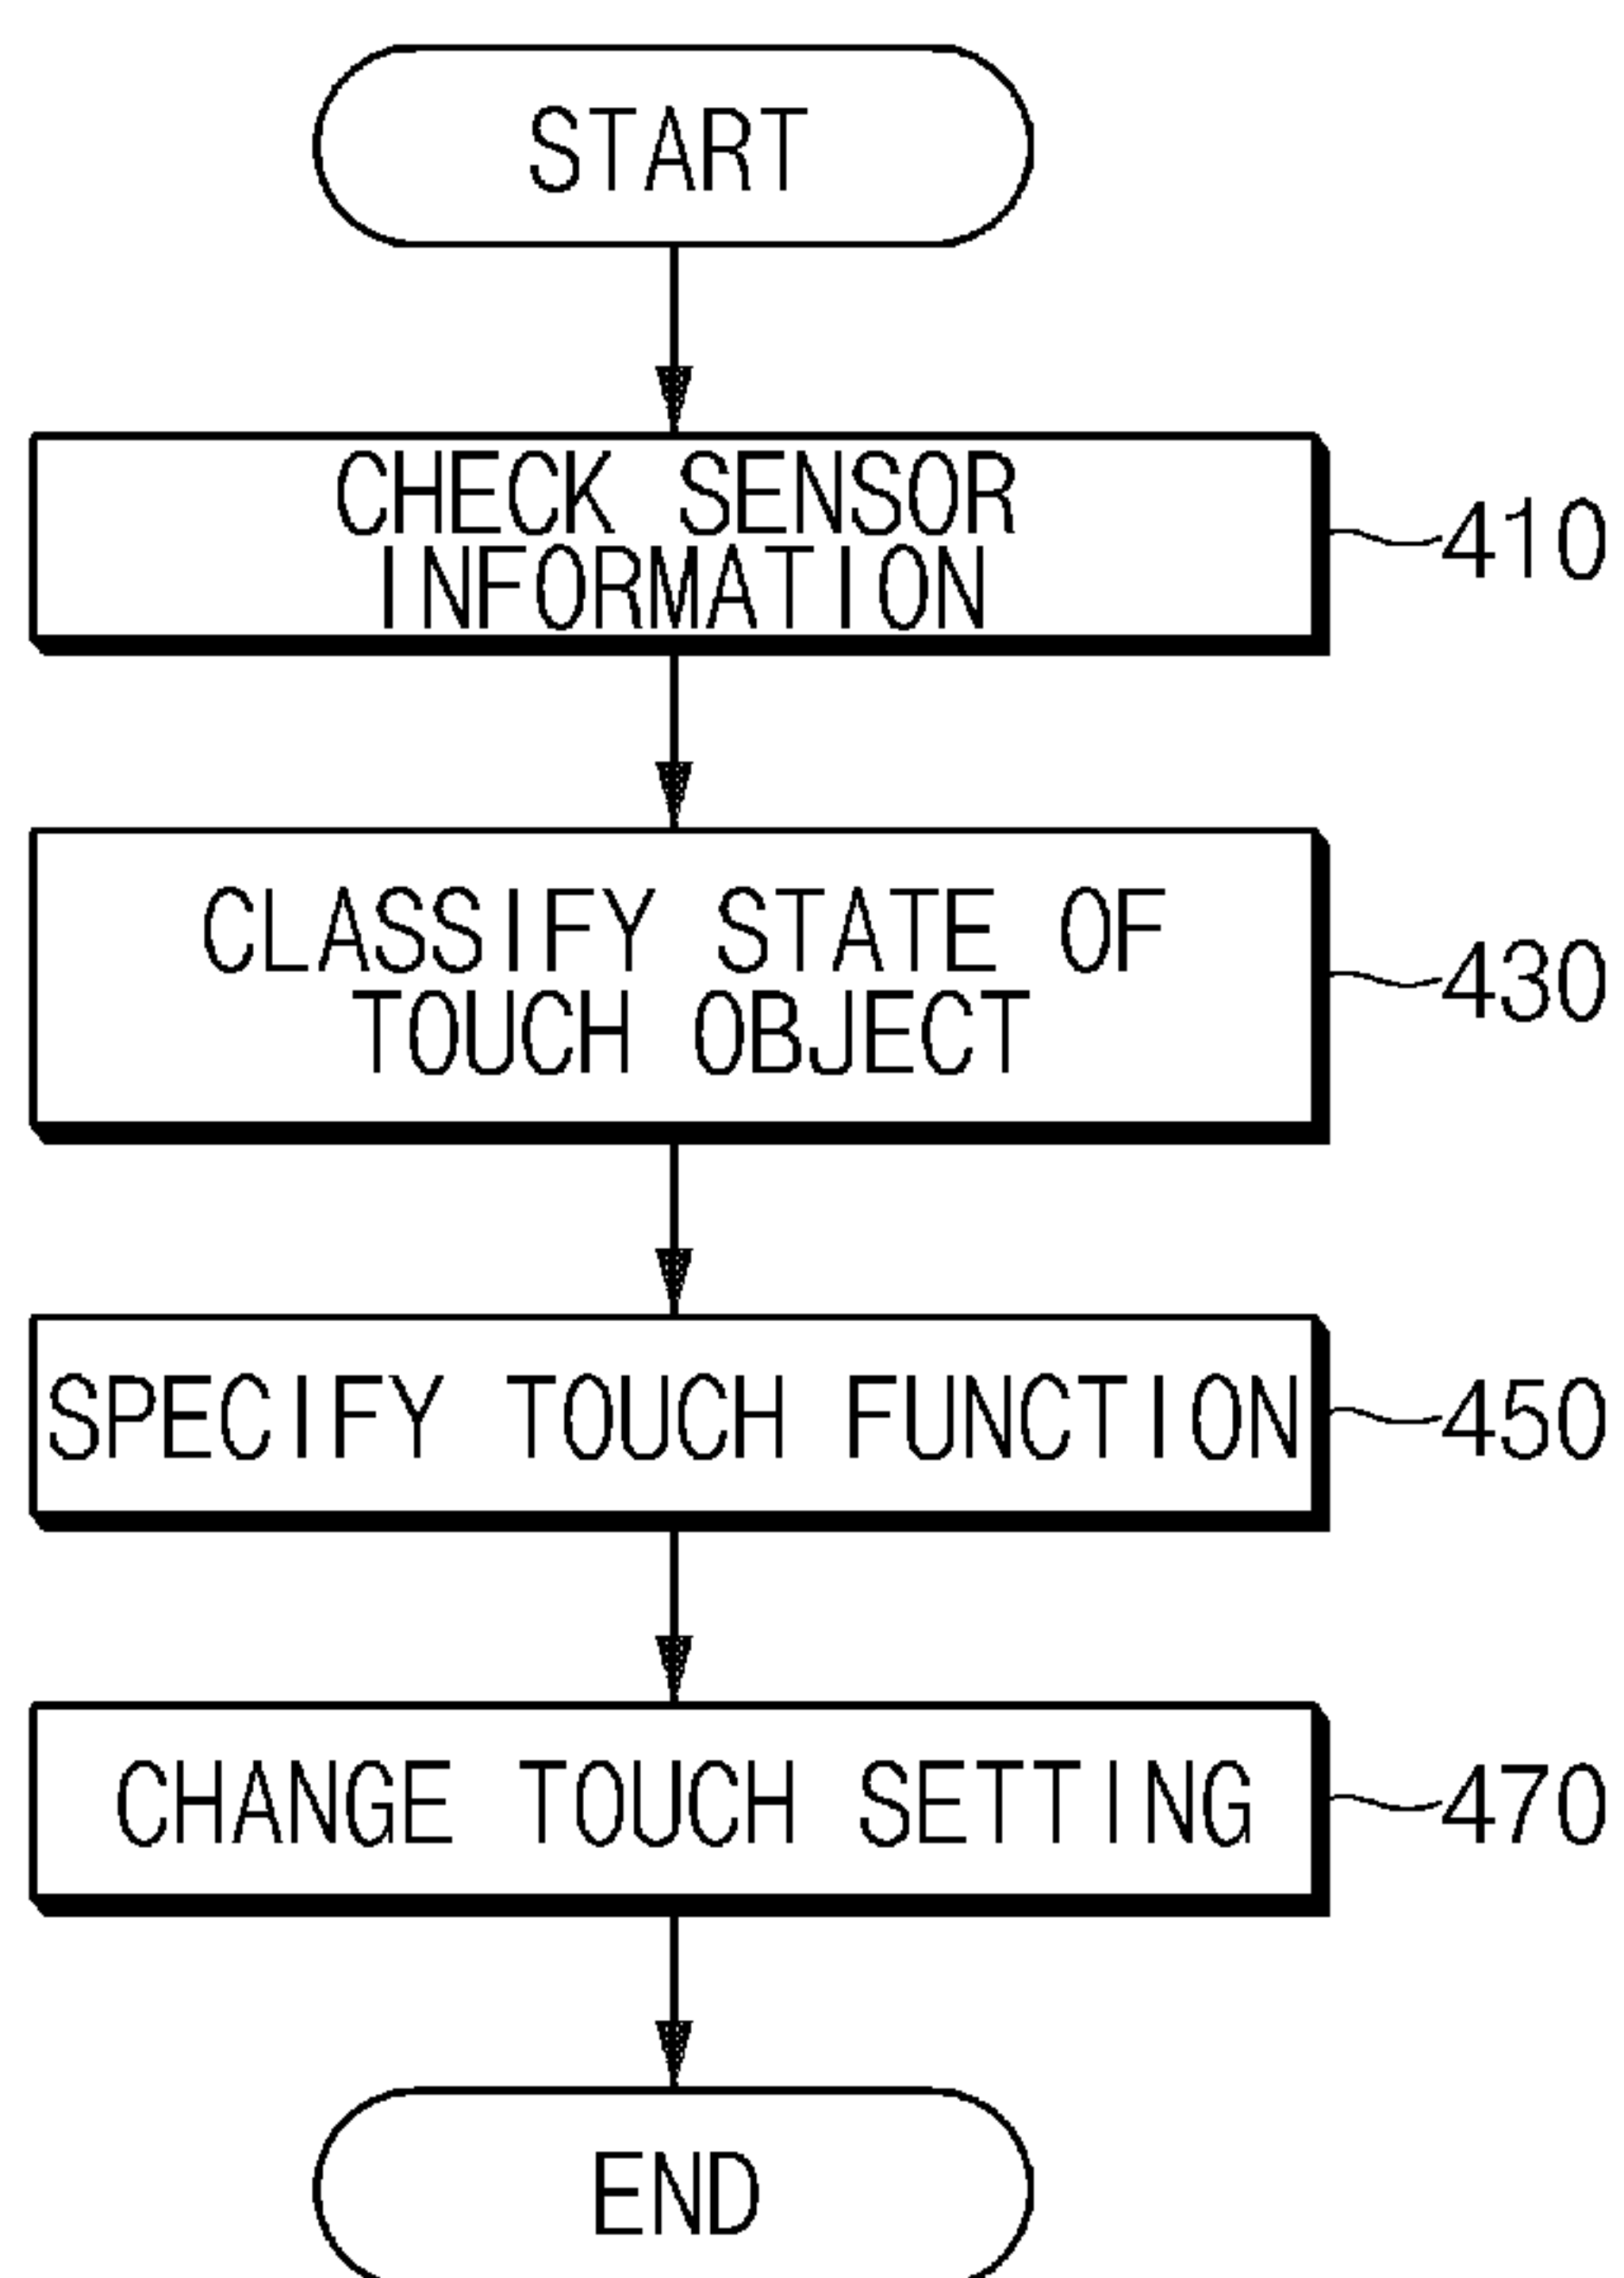 START
CHECK SENSOR
INFORMATION
410
CLASSIFY STATE OF
TOUCH OBJECT
430
SPECIFY TOUCH FUNCTION
450
CHANGE TOUCH SETTING
470
END